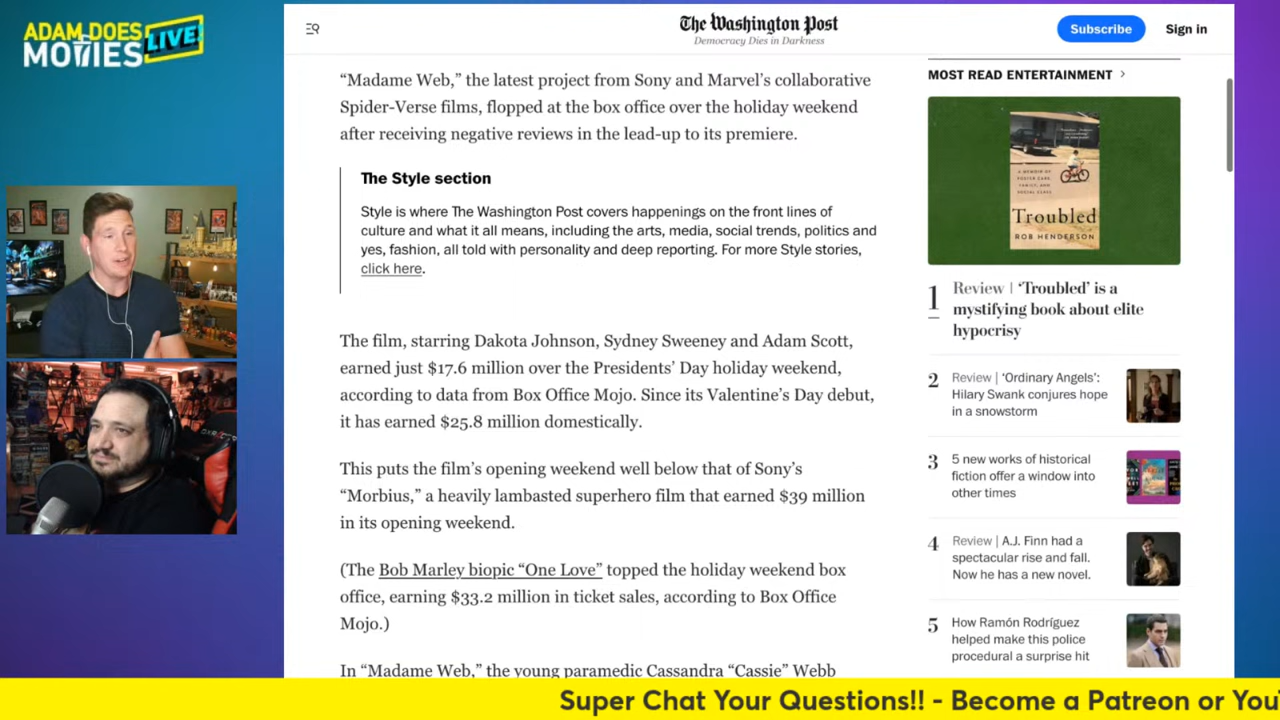 ADAM DOES
MOVIES
LIVE!
The Washington Post
Democracy Dies in Darkness
Subscribe
Sign in
“Madame Web,” the latest project from Sony and Marvel’s collaborative
Spider-Verse films, flopped at the box office over the holiday weekend
after receiving negative reviews in the lead-up to its premiere.
The Style section
Style is where The Washington Post covers happenings on the front lines of
culture and what it all means, including the arts, media, social trends, politics and
yes, fashion, all told with personality and deep reporting. For more Style stories,
click here.
The film, starring Dakota Johnson, Sydney Sweeney and Adam Scott,
earned just $17.6 million over the Presidents’ Day holiday weekend,
according to data from Box Office Mojo. Since its Valentine’s Day debut,
it has earned $25.8 million domestically.
This puts the film’s opening weekend well below that of Sony’s
“Morbius,” a heavily lambasted superhero film that earned $39 million
in its opening weekend.
(The Bob Marley biopic “One Love” topped the holiday weekend box
office, earning $33.2 million in ticket sales, according to Box Office
Mojo.)
In “Madame Web,” the young paramedic Cassandra “Cassie” Webb
MOST READ ENTERTAINMENT
Troubled
ROB HENDERSON
1
Review | ‘Troubled’ is a
mystifying book about elite
hypocrisy
2
Review | ‘Ordinary Angels’:
Hilary Swank conjures hope
in a snowstorm
3
5 new works of historical
fiction offer a window into
other times
4
Review | A.J. Finn had a
spectacular rise and fall.
Now he has a new novel.
5
How Ramón Rodríguez
helped make this police
procedural a surprise hit
Super Chat Your Questions!! - Become a Patreon or You